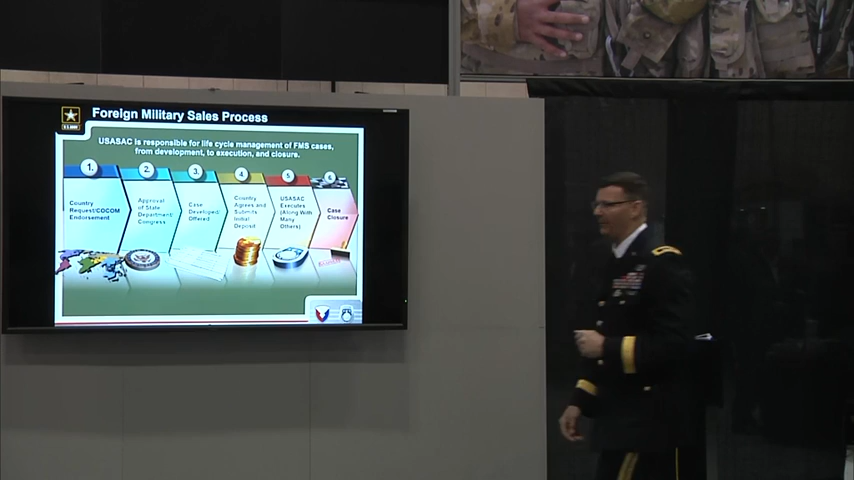 Foreign Military Sales Process
USASAC is responsible for life cycle management of FMS cases,
from development, to execution, and closure.
1.
Country
Request/COCOM
Endorsement
2.
Approval
of State
Department/
Congress
3.
Case
Developed/
Offered
4.
Country
Agrees and
Submits
Initial
Deposit
5.
USASAC
Executes
(Along With
Many
Others)
6.
Case
Closure